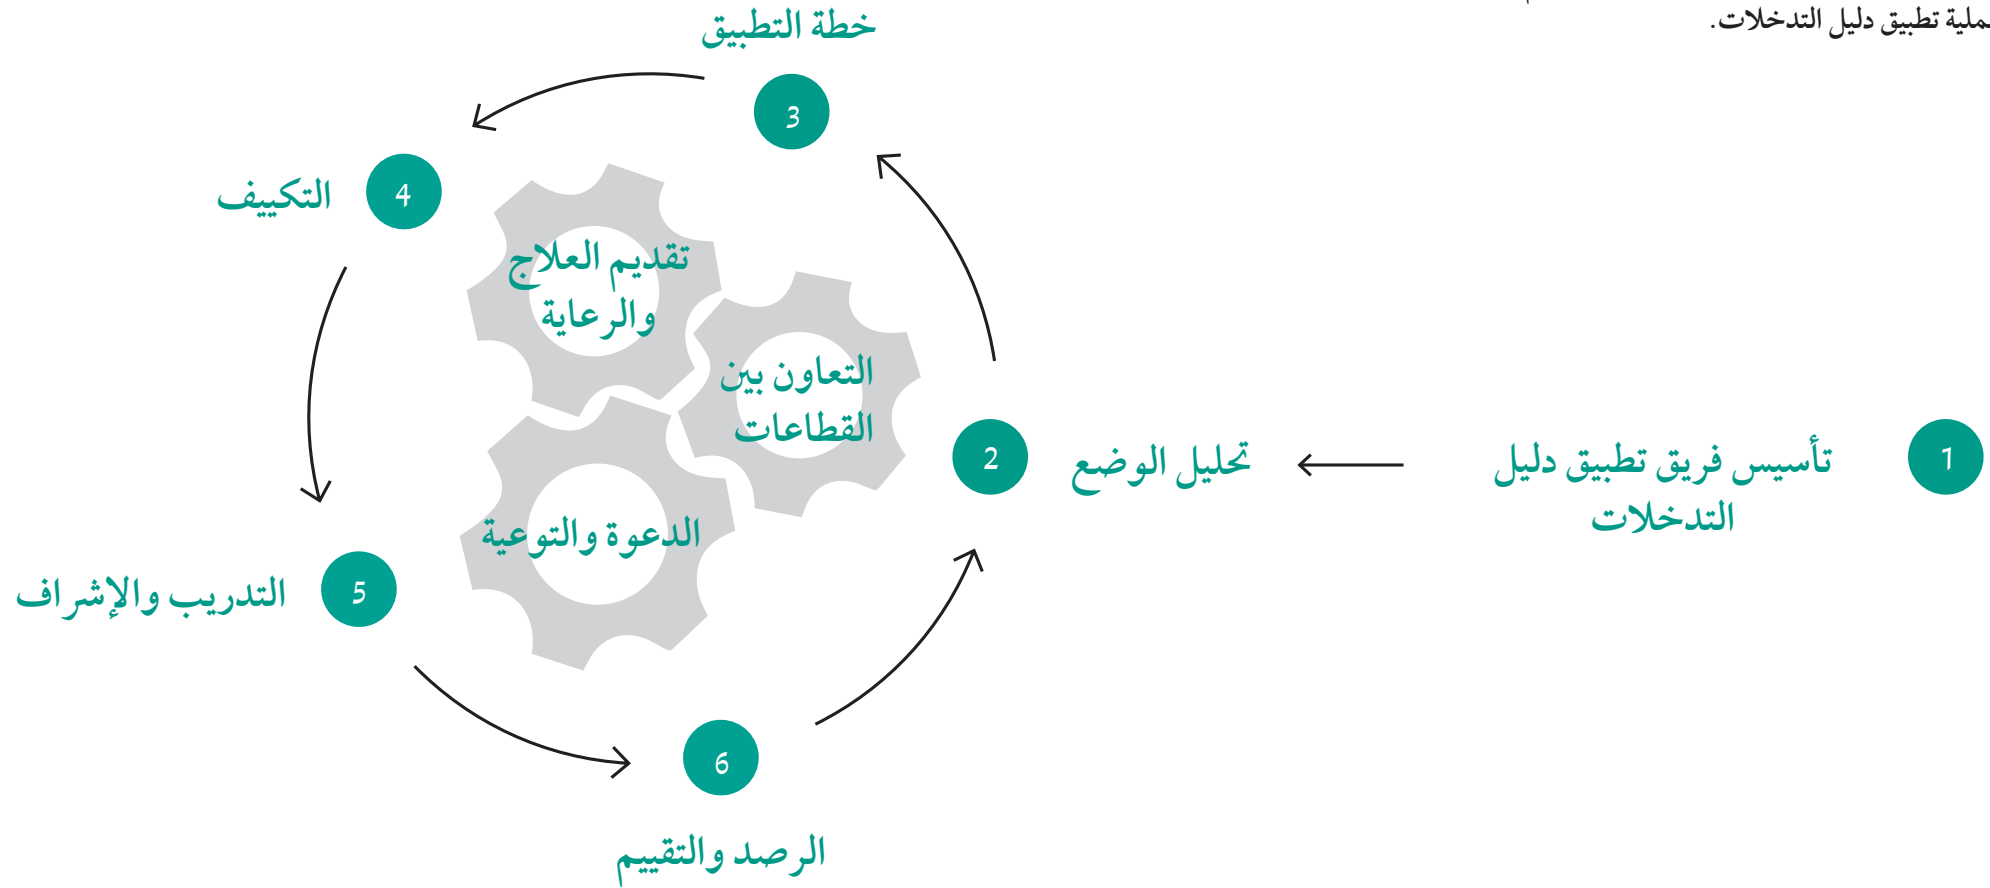 تطبيق دليل التدخلات.
1
تأسيس فريق تطبيق دليل
التدخلات
2
تحليل الوضع
3
خطة التطبيق
4
التكييف
5
التدريب والإشراف
6
الرصد والتقييم
تقديم العلاج
والرعاية
التعاون بين
القطاعات
الدعوة والتوعية